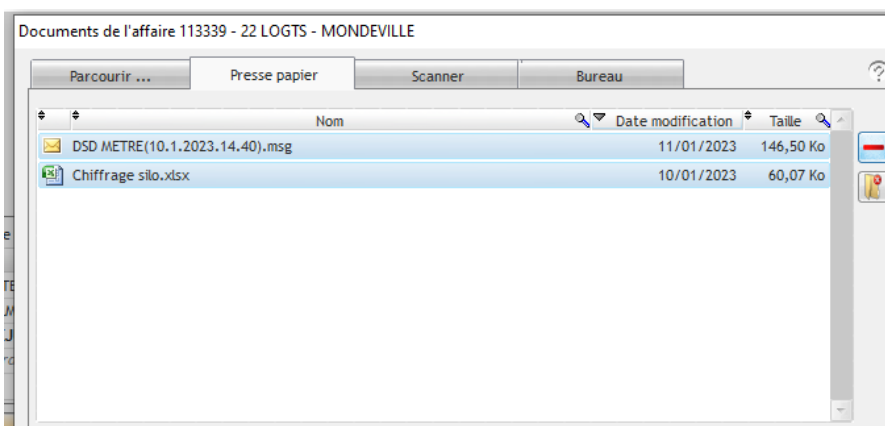 Documents de l'affaire 113339 - 22 LOGTS - MONDEVILLE
Parcourir ... Presse papier Scanner Bureau
Nom Date modification Taille
DSD METRE(10.1.2023.14.40).msg 11/01/2023 146,50 Ko
Chiffrage silo.xlsx 10/01/2023 60,07 Ko